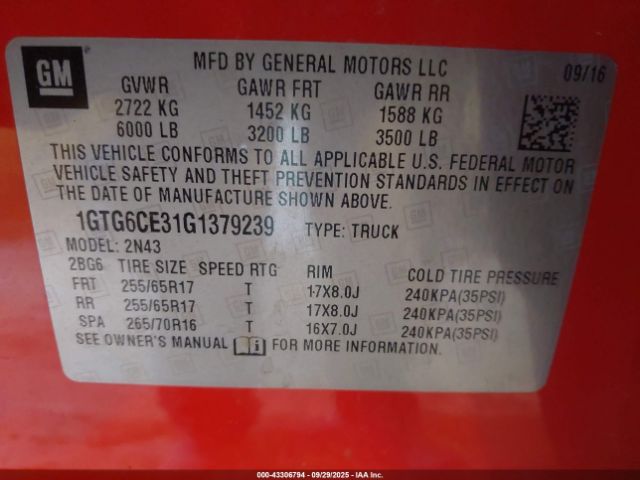 GM
MFD BY GENERAL MOTORS LLC
09/16
GVWR GAWR FRT GAWR RR
2722 KG 1452 KG 1588 KG
6000 LB 3200 LB 3500 LB
THIS VEHICLE CONFORMS TO ALL APPLICABLE U.S. FEDERAL MOTOR
VEHICLE SAFETY AND THEFT PREVENTION STANDARDS IN EFFECT ON
THE DATE OF MANUFACTURE SHOWN ABOVE.
1GTG6CE31G1379239 TYPE: TRUCK
MODEL: 2N43
2BG6 TIRE SIZE SPEED RTG RIM COLD TIRE PRESSURE
FRT 255/65R17 T 17X8.0J 240KPA(35PSI)
RR 255/65R17 T 17X8.0J 240KPA(35PSI)
SPA 265/70R16 T 16X7.0J 240KPA(35PSI)
SEE OWNER'S MANUAL FOR MORE INFORMATION.
000-43306794 - 09/29/2025 - IAA Inc.